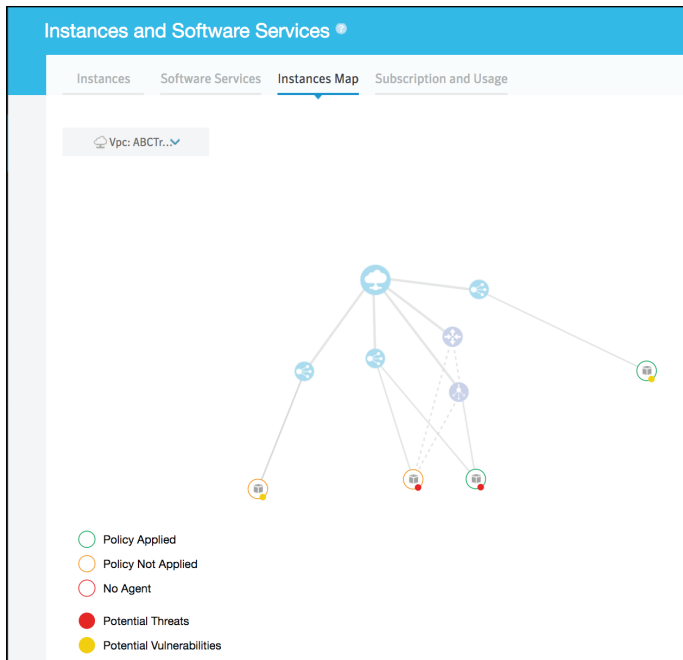 Instances and Software Services ?
Instances Software Services Instances Map Subscription and Usage
Vpc: ABCTr...
Policy Applied
Policy Not Applied
No Agent
Potential Threats
Potential Vulnerabilities